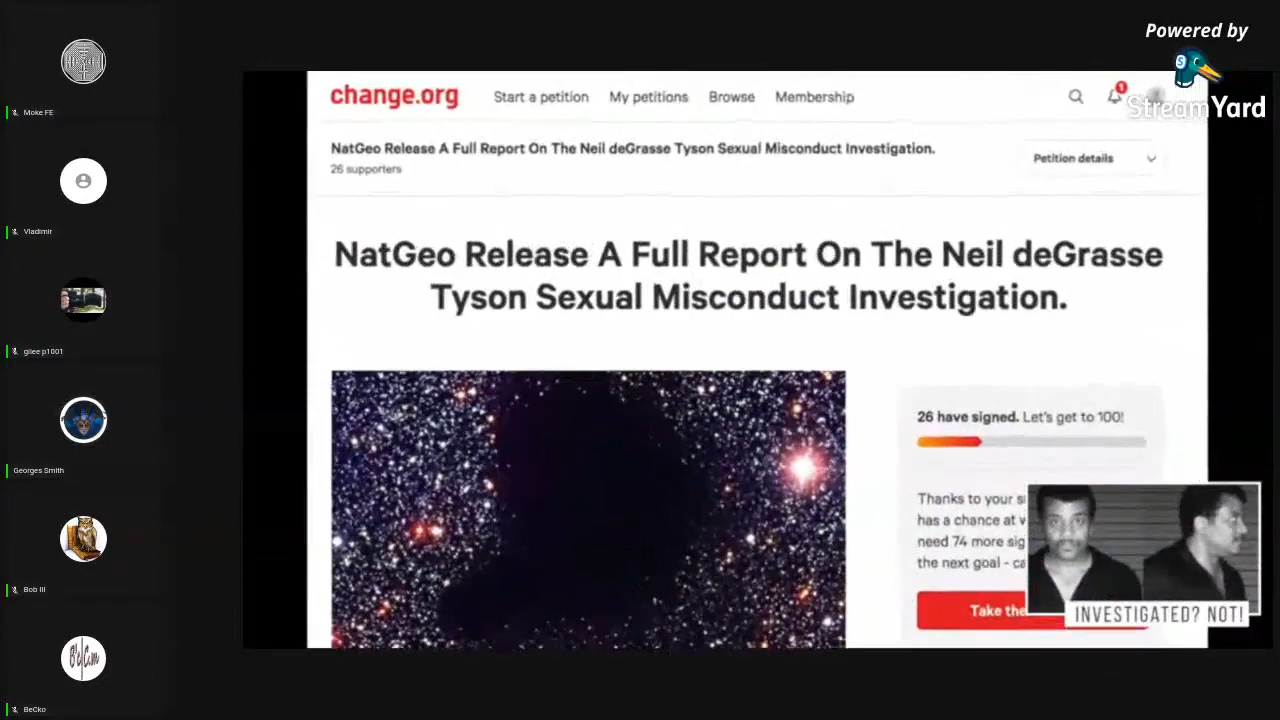 Powered by
StreamYard
Moke FE
Vladimir
gilee p1001
Georges Smith
Bob III
BeCko
change.org
Start a petition
My petitions
Browse
Membership
1
NatGeo Release A Full Report On The Neil deGrasse Tyson Sexual Misconduct Investigation.
26 supporters
Petition details
NatGeo Release A Full Report On The Neil deGrasse
Tyson Sexual Misconduct Investigation.
26 have signed. Let's get to 100!
Thanks to your
has a chance at
need 74 more
the next goal -
Take
INVESTIGATED? NOT!